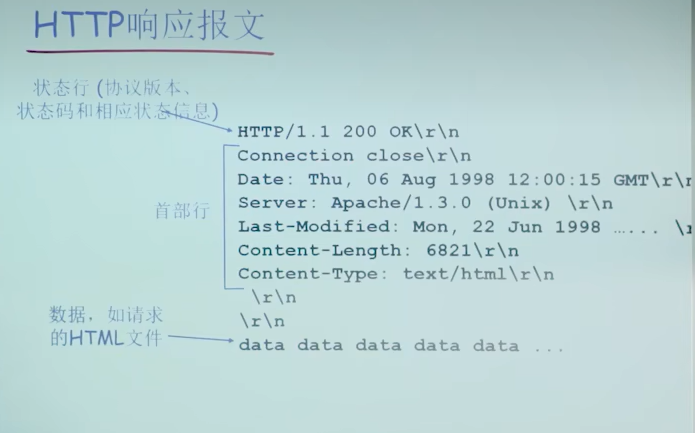 HTTP响应报文
状态行 (协议版本、
状态码和相应状态信息)
HTTP/1.1 200 OK\r\n
Connection close\r\n
Date: Thu, 06 Aug 1998 12:00:15 GMT\r\r
Server: Apache/1.3.0 (Unix) \r\n
首部行
Last-Modified: Mon, 22 Jun 1998 …... \
Content-Length: 6821\r\n
Content-Type: text/html\r\n
\r\n
数据，如请求
的HTML文件
\r\n
data data data data data ...